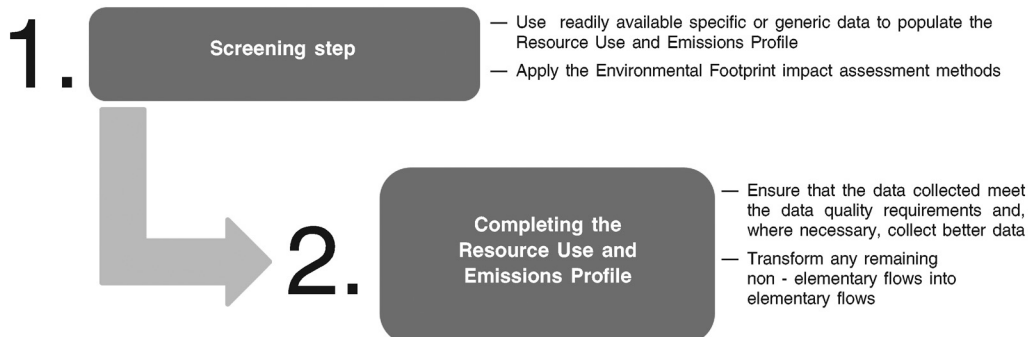 1.
Screening step
— Use readily available specific or generic data to populate the
Resource Use and Emissions Profile
— Apply the Environmental Footprint impact assessment methods
2.
Completing the
Resource Use and
Emissions Profile
— Ensure that the data collected meet
the data quality requirements and,
where necessary, collect better data
— Transform any remaining
non - elementary flows into
elementary flows